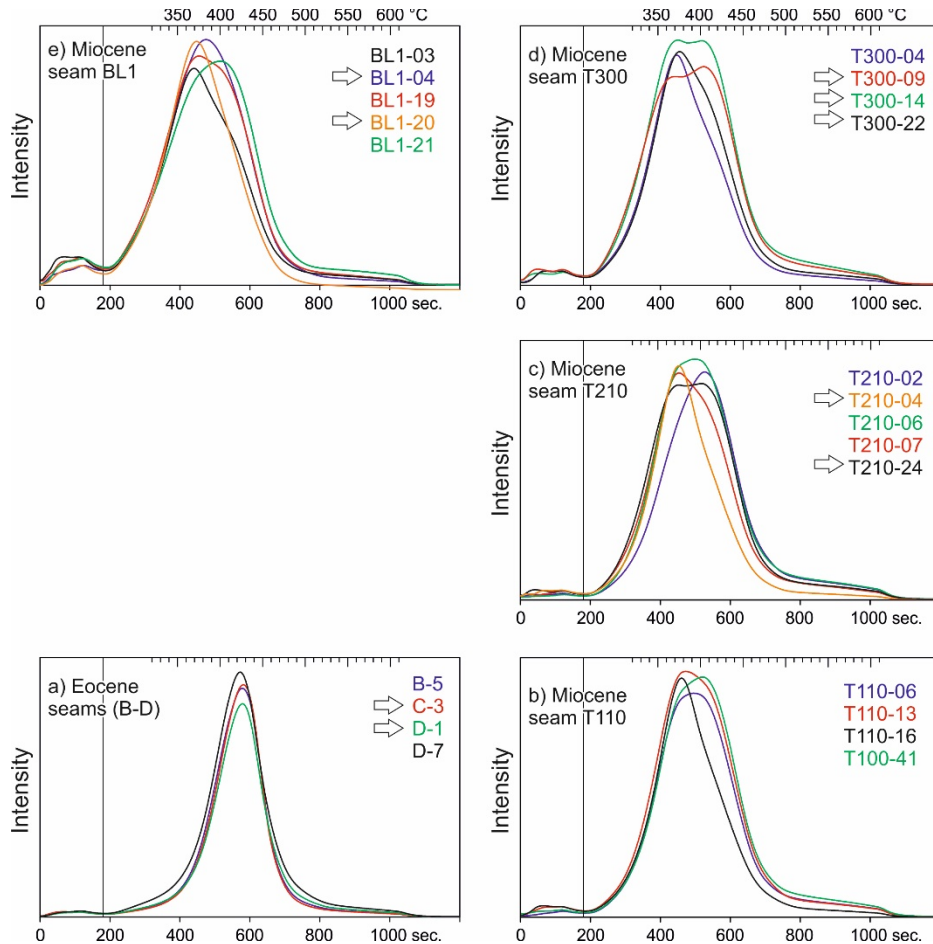 350 400 450 500 550 600 °C
e) Miocene
seam BL1
BL1-03
BL1-04
BL1-19
BL1-20
BL1-21
Intensity
0 200 400 600 800 1000 sec.
350 400 450 500 550 600 °C
d) Miocene
seam T300
T300-04
T300-09
T300-14
T300-22
Intensity
0 200 400 600 800 1000 sec.
c) Miocene
seam T210
T210-02
T210-04
T210-06
T210-07
T210-24
Intensity
0 200 400 600 800 1000 sec.
a) Eocene
seams (B-D)
B-5
C-3
D-1
D-7
Intensity
0 200 400 600 800 1000 sec.
b) Miocene
seam T110
T110-06
T110-13
T110-16
T100-41
Intensity
0 200 400 600 800 1000 sec.